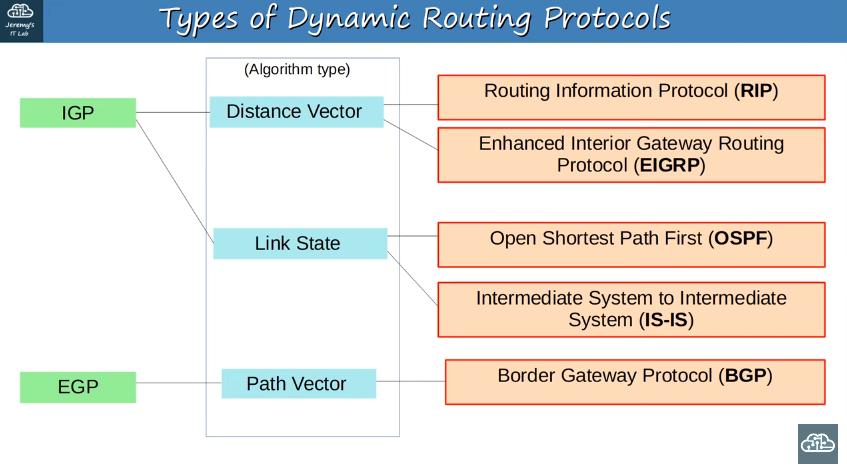 Jeremy's
IT Lab
Types of Dynamic Routing Protocols
(Algorithm type)
IGP
Distance Vector
Routing Information Protocol (RIP)
Enhanced Interior Gateway Routing
Protocol (EIGRP)
Link State
Open Shortest Path First (OSPF)
Intermediate System to Intermediate
System (IS-IS)
EGP
Path Vector
Border Gateway Protocol (BGP)